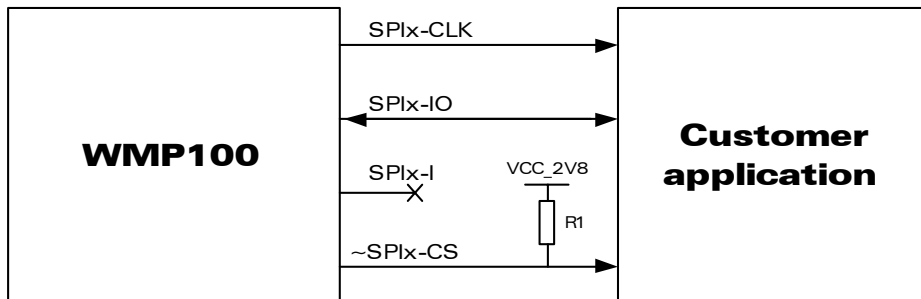 SPIx-CLK
SPIx-IO
WMP100
Customer
application
SPIx-I
VCC_2V8
R1
~SPIx-CS